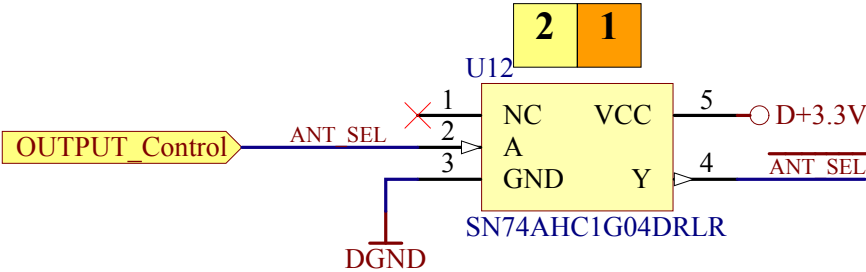 2 1
U12
1 NC VCC 5 D+3.3V
OUTPUT_Control ANT_SEL 2 A
3 GND Y 4 ANT_SEL
SN74AHC1G04DRLR
DGND